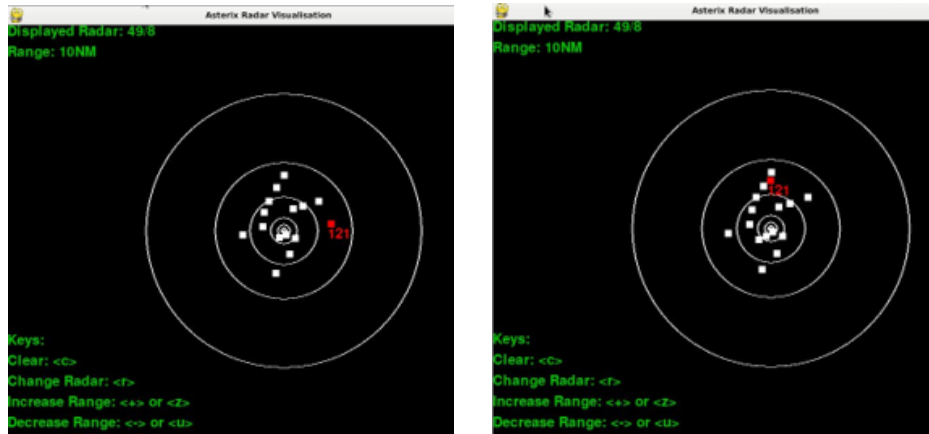 Asterix Radar Visualisation
Displayed Radar: 49/8
Range: 10NM
121
Keys:
Clear: <c>
Change Radar: <r>
Increase Range: <+> or <z>
Decrease Range: <-> or <u>
Asterix Radar Visualisation
Displayed Radar: 49/8
Range: 10NM
121
Keys:
Clear: <c>
Change Radar: <r>
Increase Range: <+> or <z>
Decrease Range: <-> or <u>